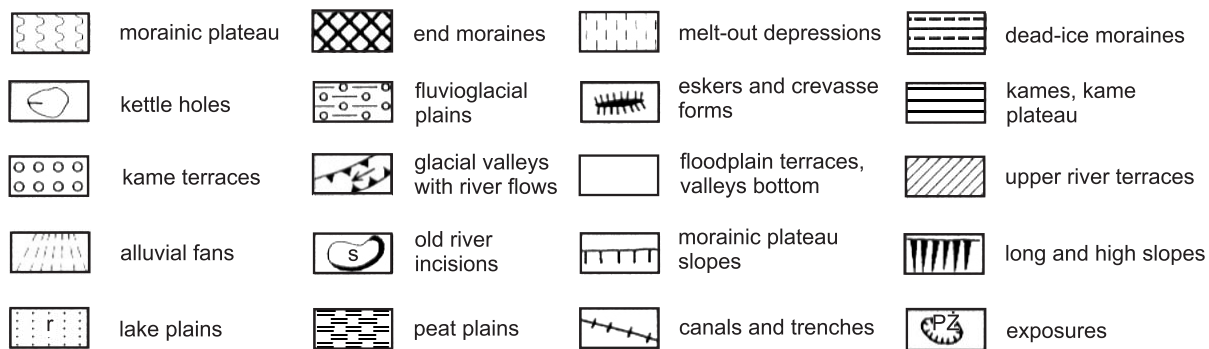 morainic plateau
end moraines
melt-out depressions
dead-ice moraines
kettle holes
fluvioglacial
plains
eskers and crevasse
forms
kames, kame
plateau
kame terraces
glacial valleys
with river flows
floodplain terraces,
valleys bottom
upper river terraces
alluvial fans
s
old river
incisions
morainic plateau
slopes
long and high slopes
r
lake plains
peat plains
canals and trenches
PŻ
exposures